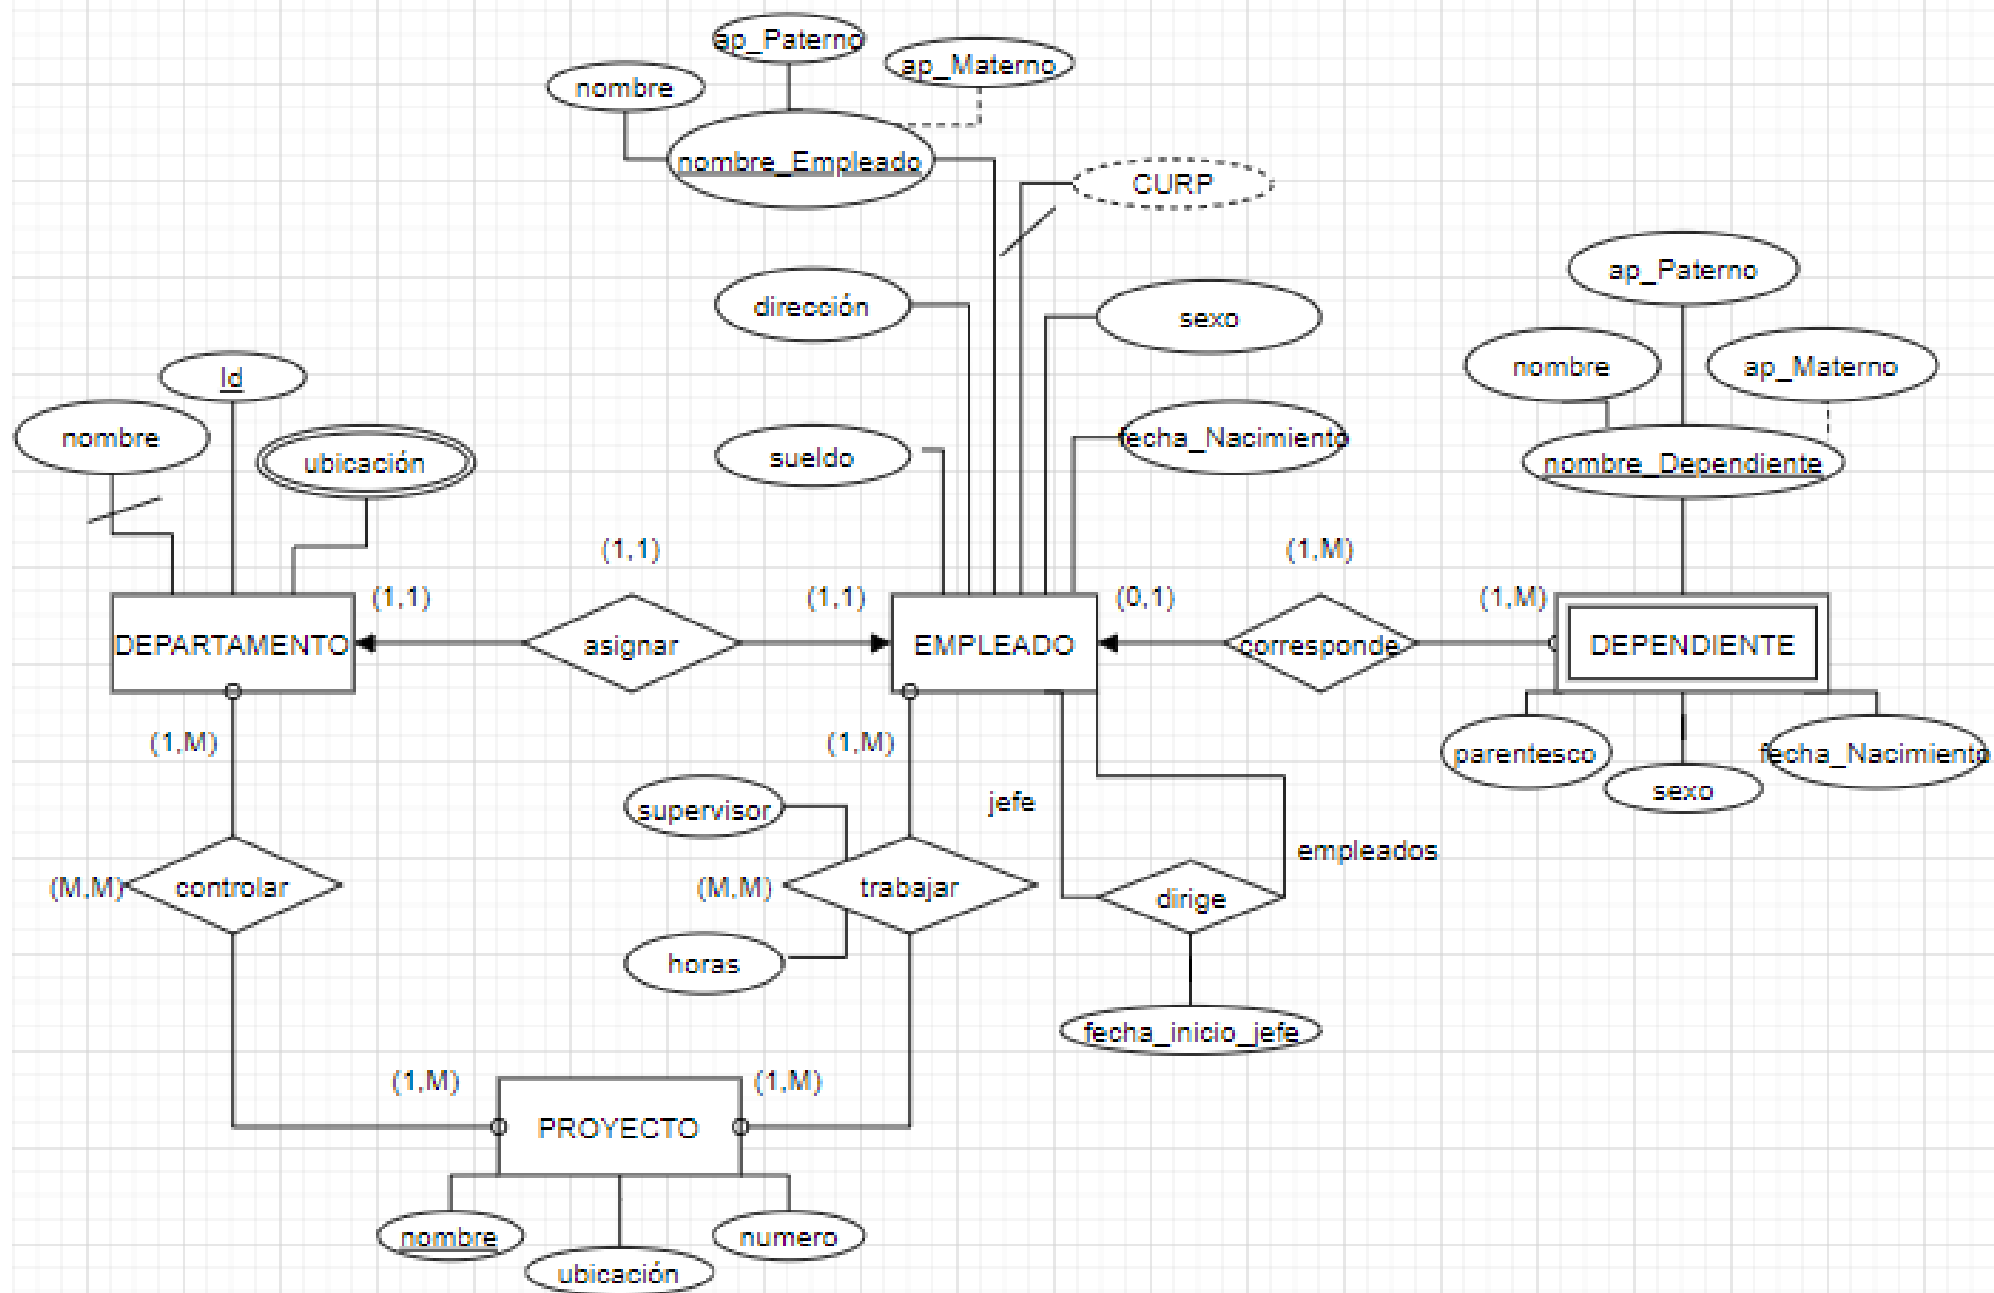 ap_Paterno
ap_Materno
nombre
nombre_Empleado
CURP
ap_Paterno
dirección
sexo
nombre
ap_Materno
Id
nombre
ubicación
sueldo
fecha_Nacimiento
nombre_Dependiente
(1,1)
(1,M)
(1,1)
(1,1)
(0,1)
(1,M)
DEPARTAMENTO
asignar
EMPLEADO
corresponde
DEPENDIENTE
(1,M)
(1,M)
parentesco
fecha_Nacimiento
sexo
supervisor
jefe
empleados
(M,M)
controlar
(M,M)
trabajar
dirige
horas
fecha_inicio_jefe
(1,M)
(1,M)
PROYECTO
nombre
numero
ubicación